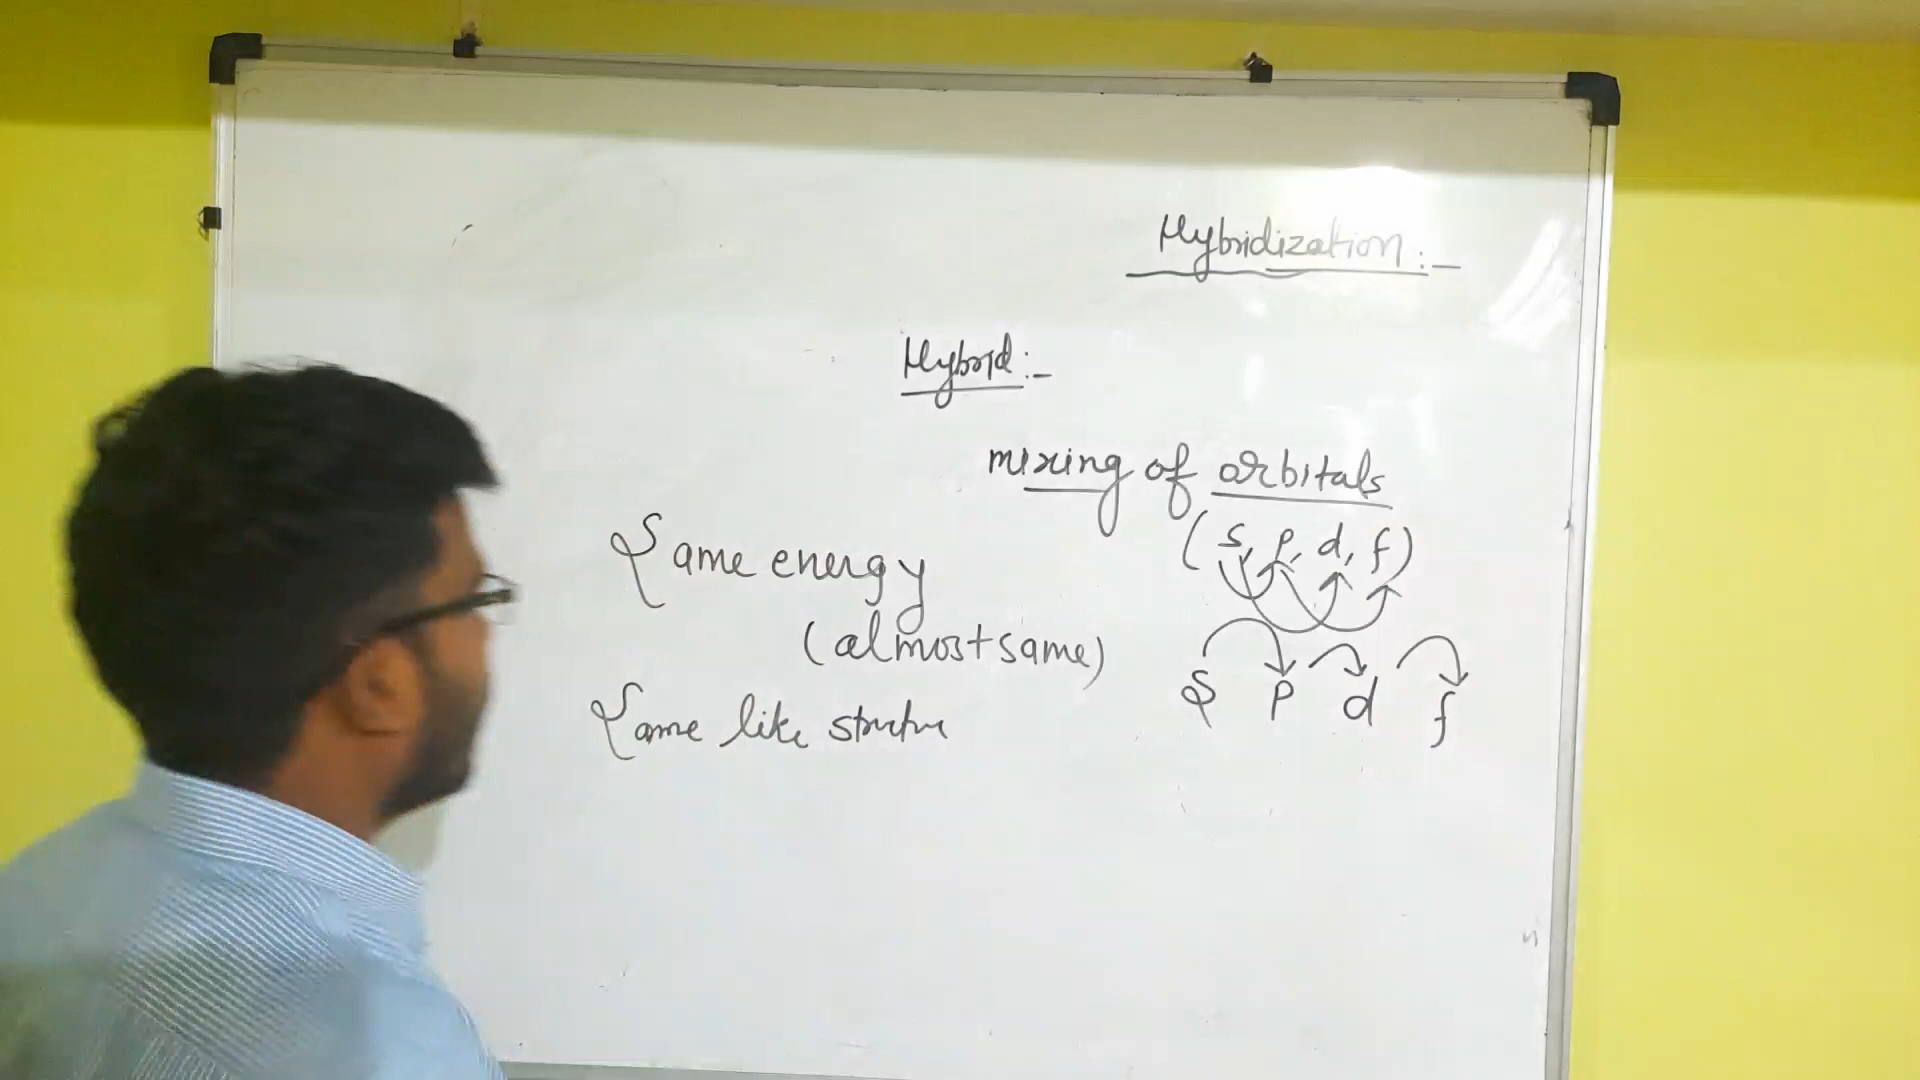 Hybridization:-
Hybrid:-
mixing of orbitals
(s, p, d, f)
Same energy
(almost same)
S p d f
Same like structure